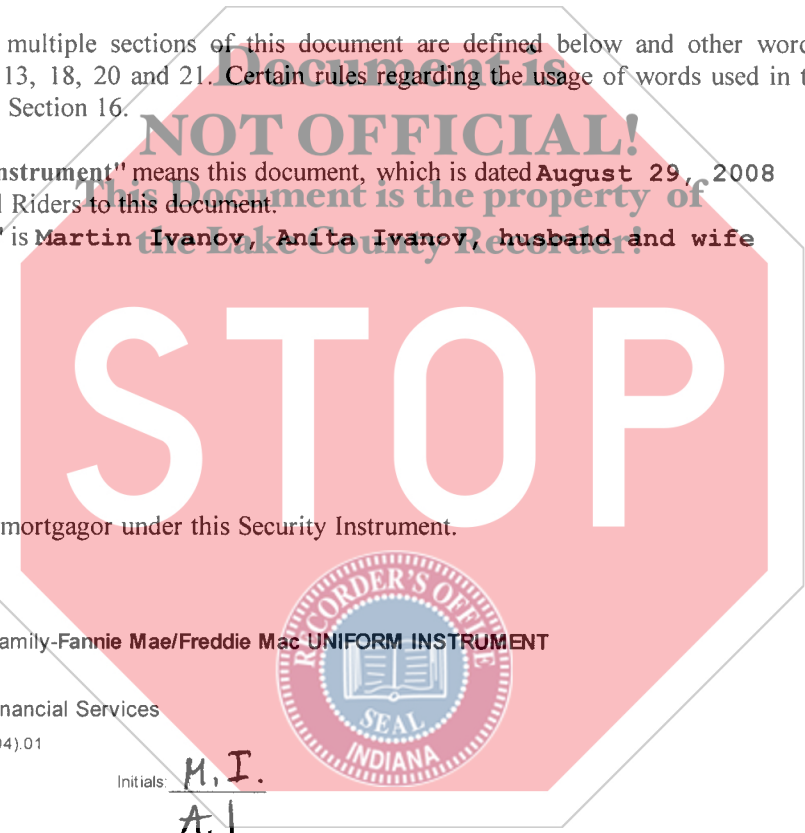 multiple sections of this document are defined below and other word
13, 18, 20 and 21. Certain rules regarding the usage of words used in t
Section 16.
Document is
NOT OFFICIAL!
This Document is the property of
the Lake County Recorder!
nstrument" means this document, which is dated August 29, 2008
l Riders to this document.
" is Martin Ivanov, Anita Ivanov, husband and wife
STOP
mortgagor under this Security Instrument.
RECORDER'S OFFICE
SEAL
INDIANA
amily-Fannie Mae/Freddie Mac UNIFORM INSTRUMENT
nancial Services
04).01
Initials: M. I.
A. I